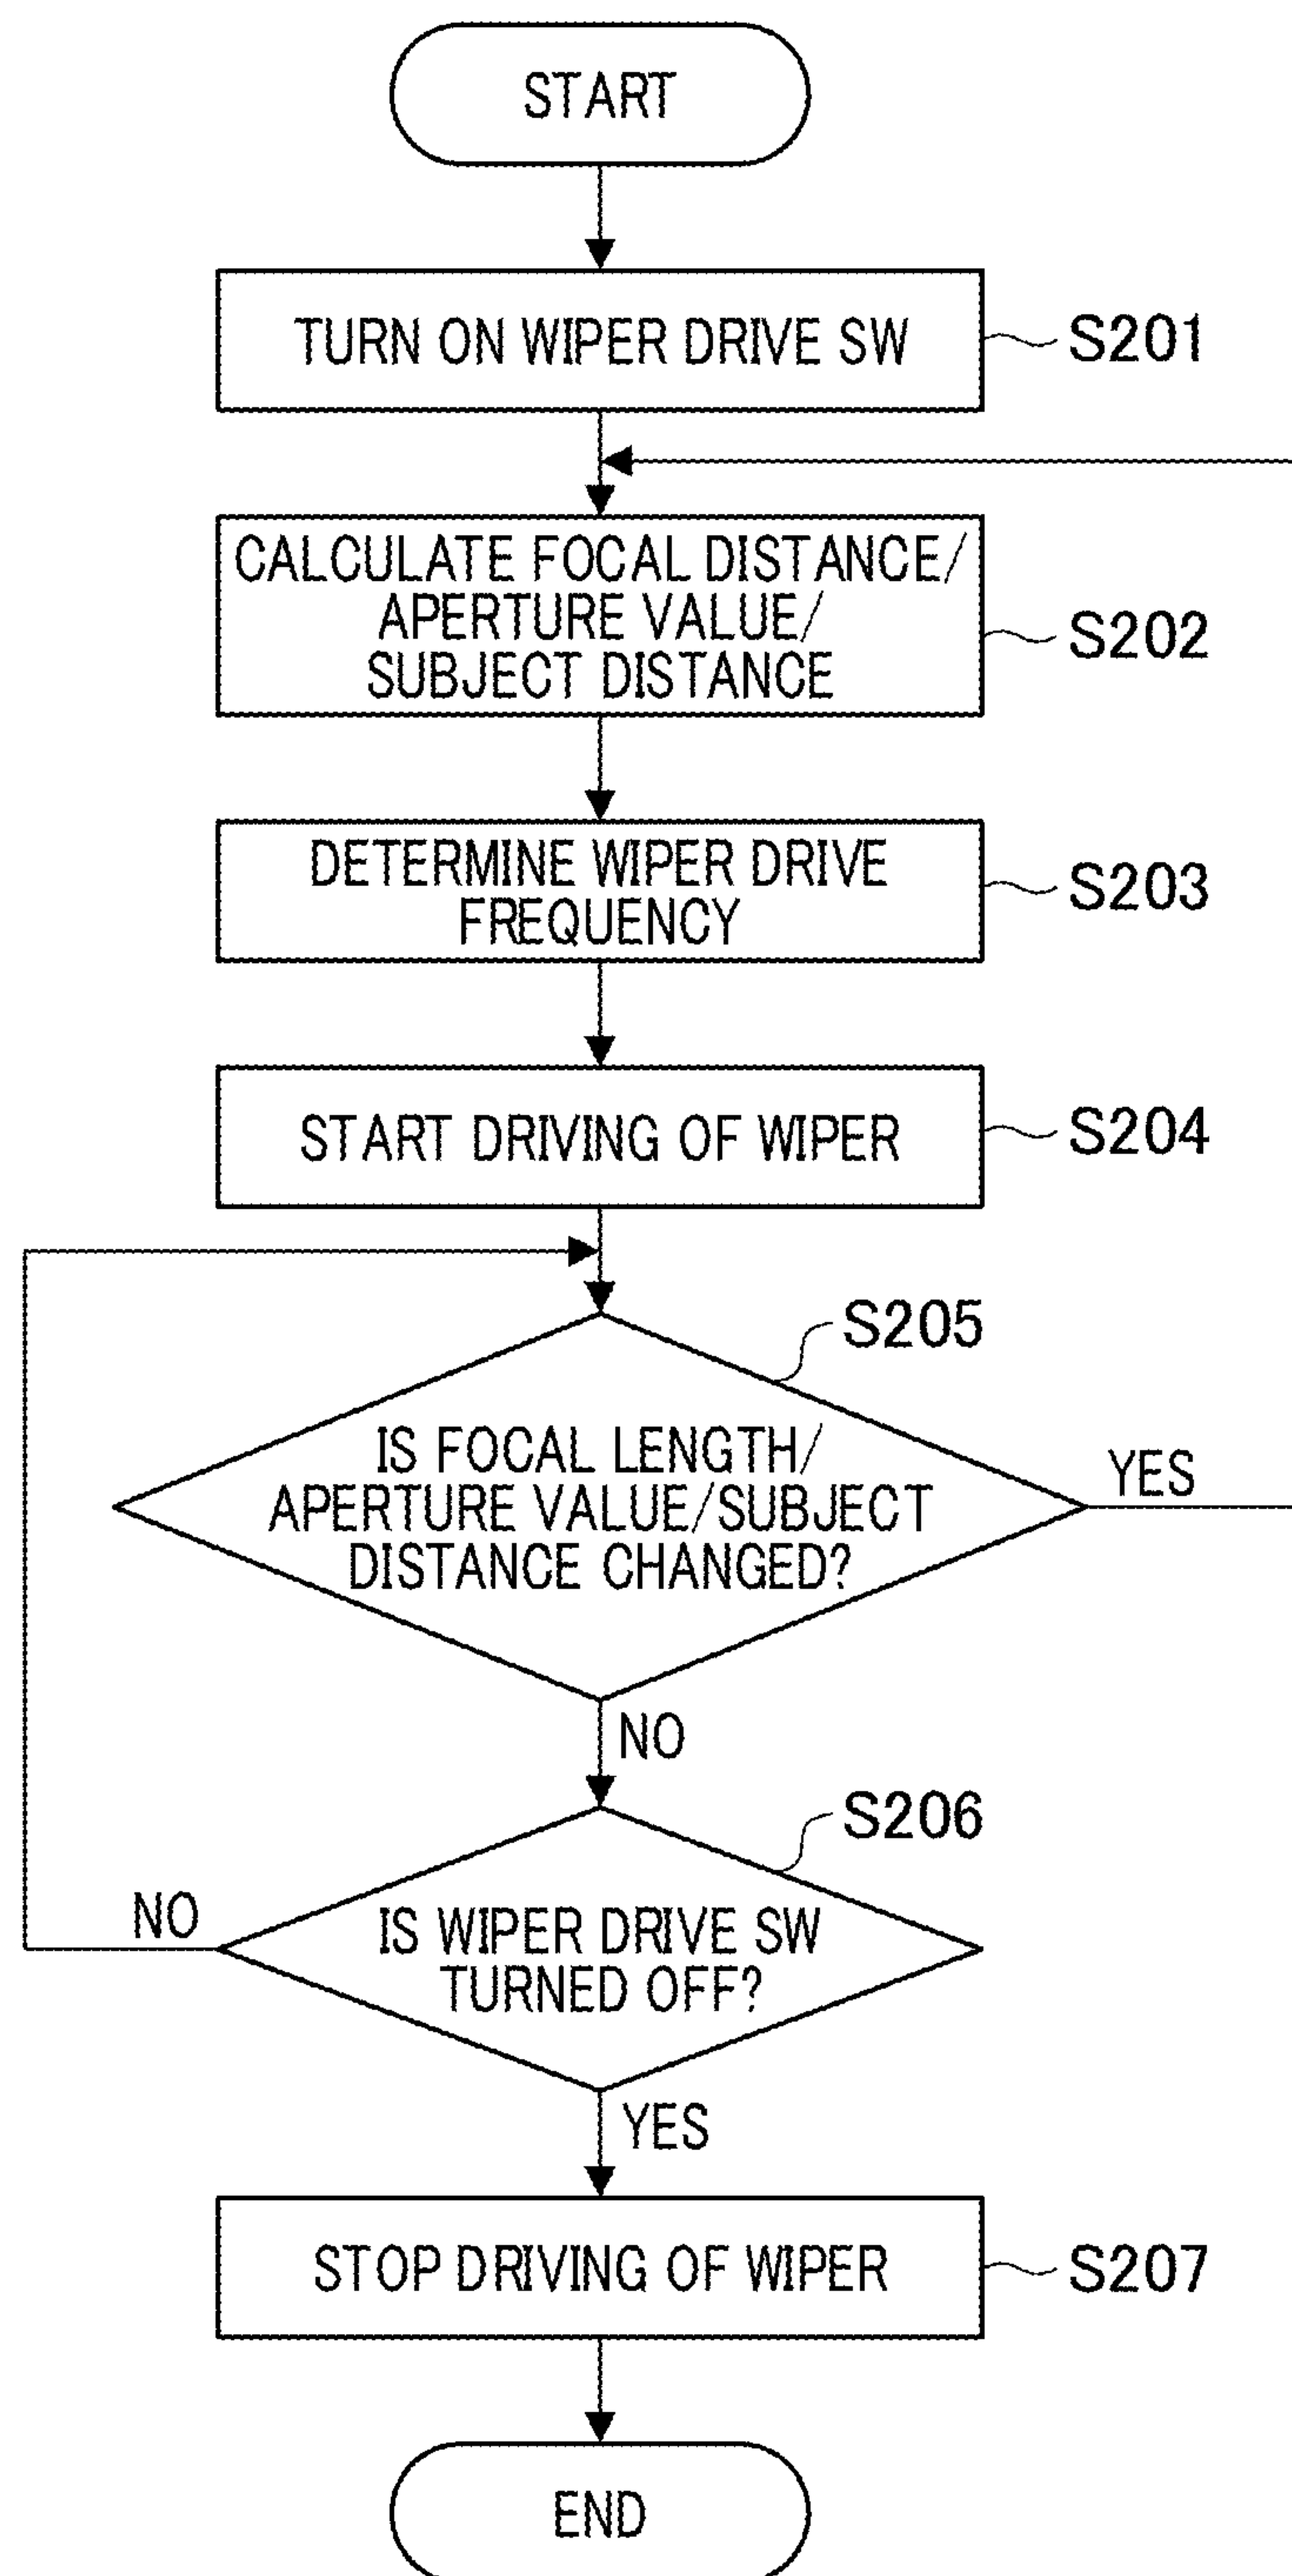 START
TURN ON WIPER DRIVE SW
S201
CALCULATE FOCAL DISTANCE/
APERTURE VALUE/
SUBJECT DISTANCE
S202
DETERMINE WIPER DRIVE
FREQUENCY
S203
START DRIVING OF WIPER
S204
S205
IS FOCAL LENGTH/
APERTURE VALUE/SUBJECT
DISTANCE CHANGED?
YES
NO
S206
IS WIPER DRIVE SW
TURNED OFF?
NO
YES
STOP DRIVING OF WIPER
S207
END